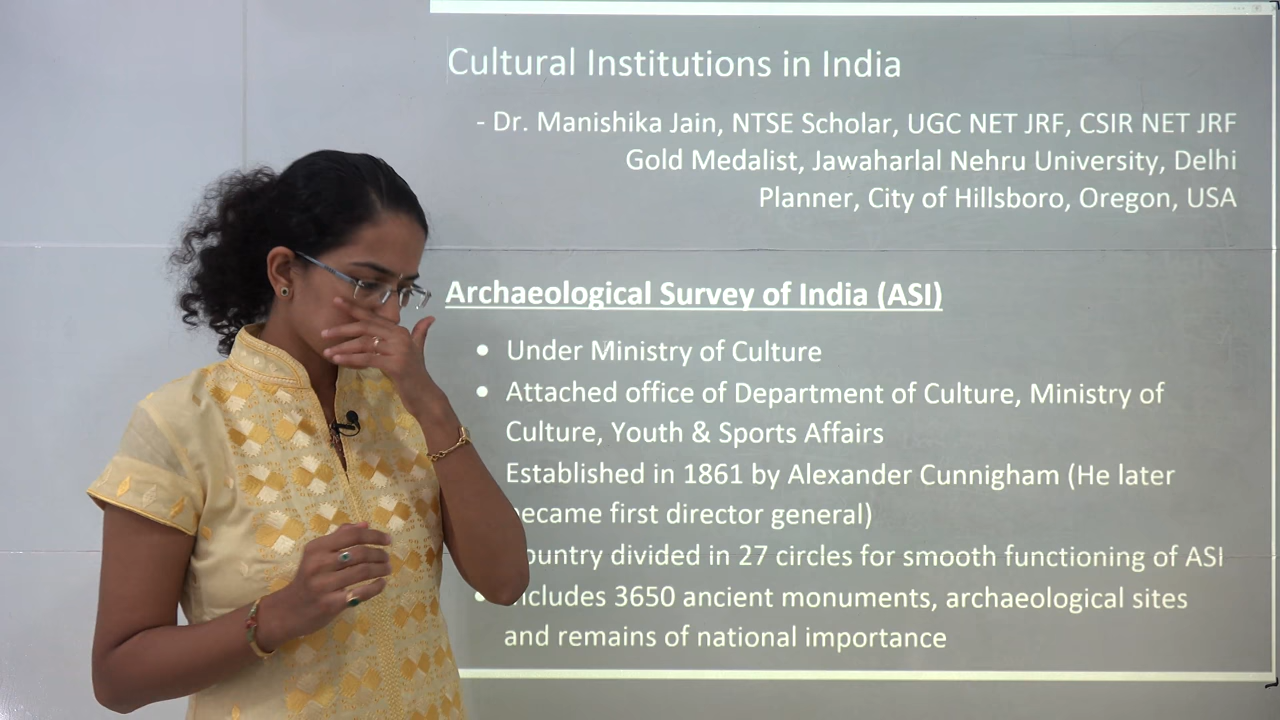 Cultural Institutions in India
- Dr. Manishika Jain, NTSE Scholar, UGC NET JRF, CSIR NET JRF
Gold Medalist, Jawaharlal Nehru University, Delhi
Planner, City of Hillsboro, Oregon, USA
Archaeological Survey of India (ASI)
• Under Ministry of Culture
• Attached office of Department of Culture, Ministry of
Culture, Youth & Sports Affairs
Established in 1861 by Alexander Cunnigham (He later
ecame first director general)
ountry divided in 27 circles for smooth functioning of ASI
• ncludes 3650 ancient monuments, archaeological sites
and remains of national importance